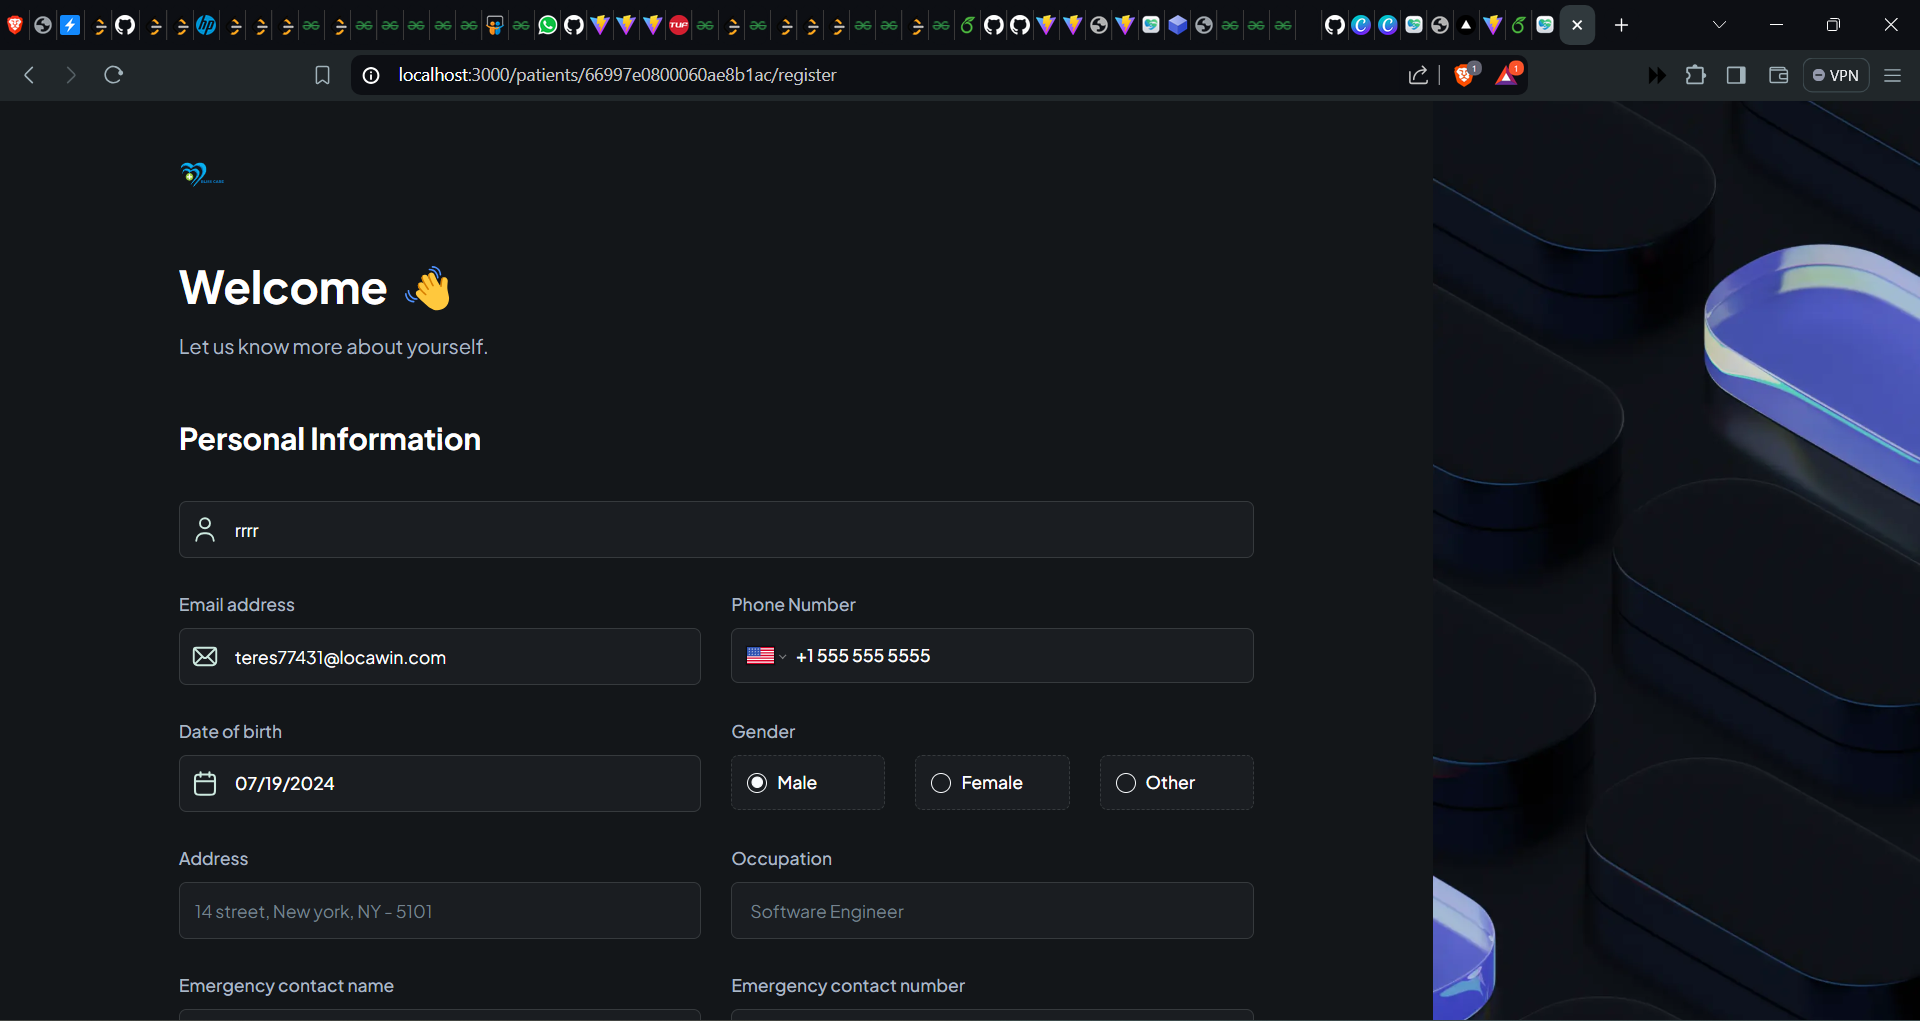 localhost:3000/patients/66997e0800060ae8b1ac/register
1
1
VPN
Welcome 👋
Let us know more about yourself.
Personal Information
rrrr
Email address
Phone Number
teres77431@locawin.com
+1 555 555 5555
Date of birth
Gender
07/19/2024
Male
Female
Other
Address
Occupation
14 street, New york, NY - 5101
Software Engineer
Emergency contact name
Emergency contact number